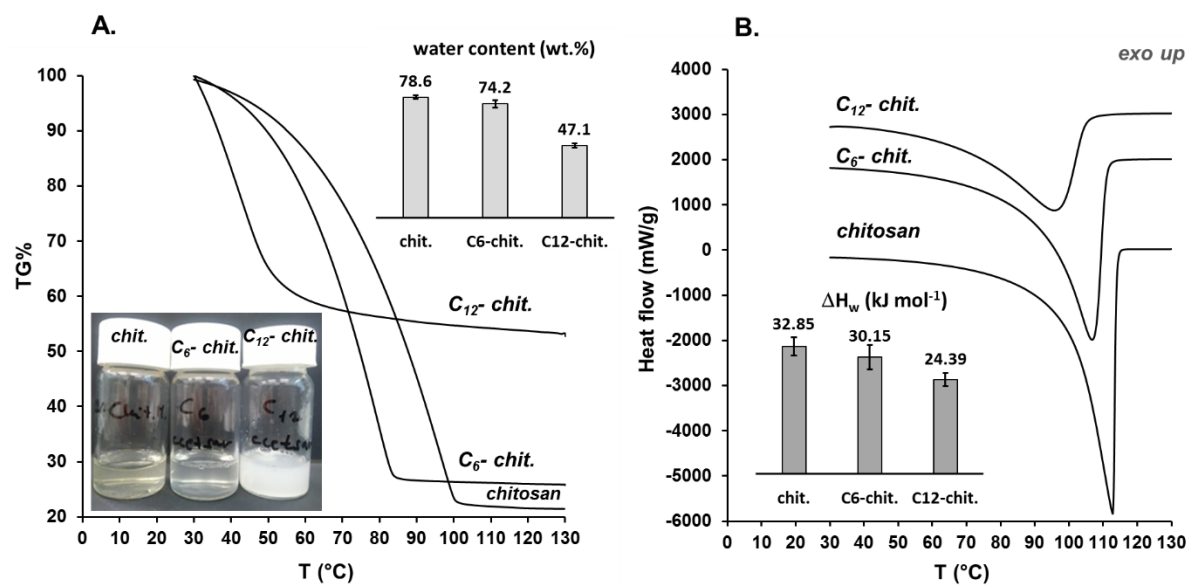 A.
water content (wt.%)
78.6
74.2
47.1
chit.
C6-chit.
C12-chit.
TG%
100
90
80
70
60
50
40
30
20
C₁₂- chit.
C₆- chit.
chitosan
chit.
C₆- chit.
C₁₂- chit.
Chit.M.
C6
acetsav
C12
acetsav
0 10 20 30 40 50 60 70 80 90 100 110 120 130
T (°C)
B.
exo up
Heat flow (mW/g)
4000
3000
2000
1000
0
-1000
-2000
-3000
-4000
-5000
-6000
C₁₂- chit.
C₆- chit.
chitosan
ΔHw (kJ mol⁻¹)
32.85
30.15
24.39
chit.
C6-chit.
C12-chit.
0 10 20 30 40 50 60 70 80 90 100 110 120 130
T (°C)